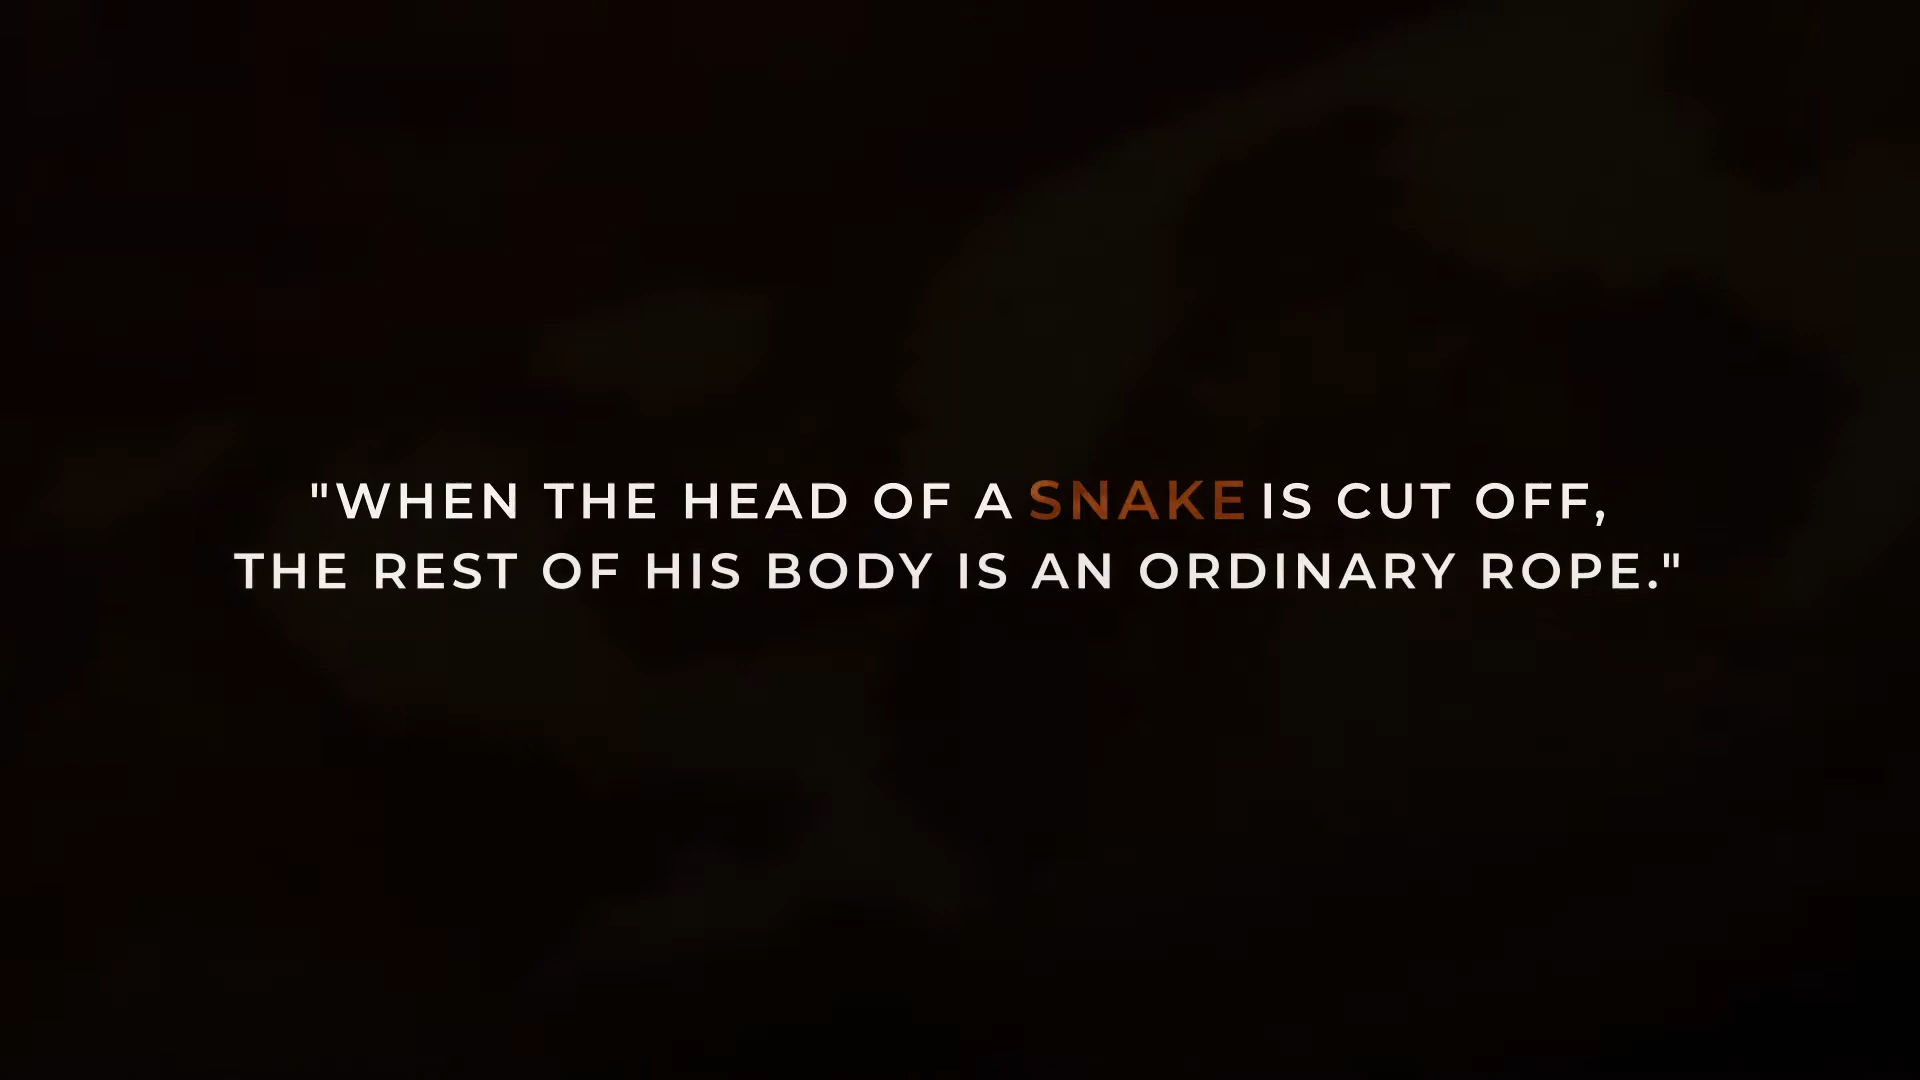 "WHEN THE HEAD OF A SNAKE IS CUT OFF,
THE REST OF HIS BODY IS AN ORDINARY ROPE."